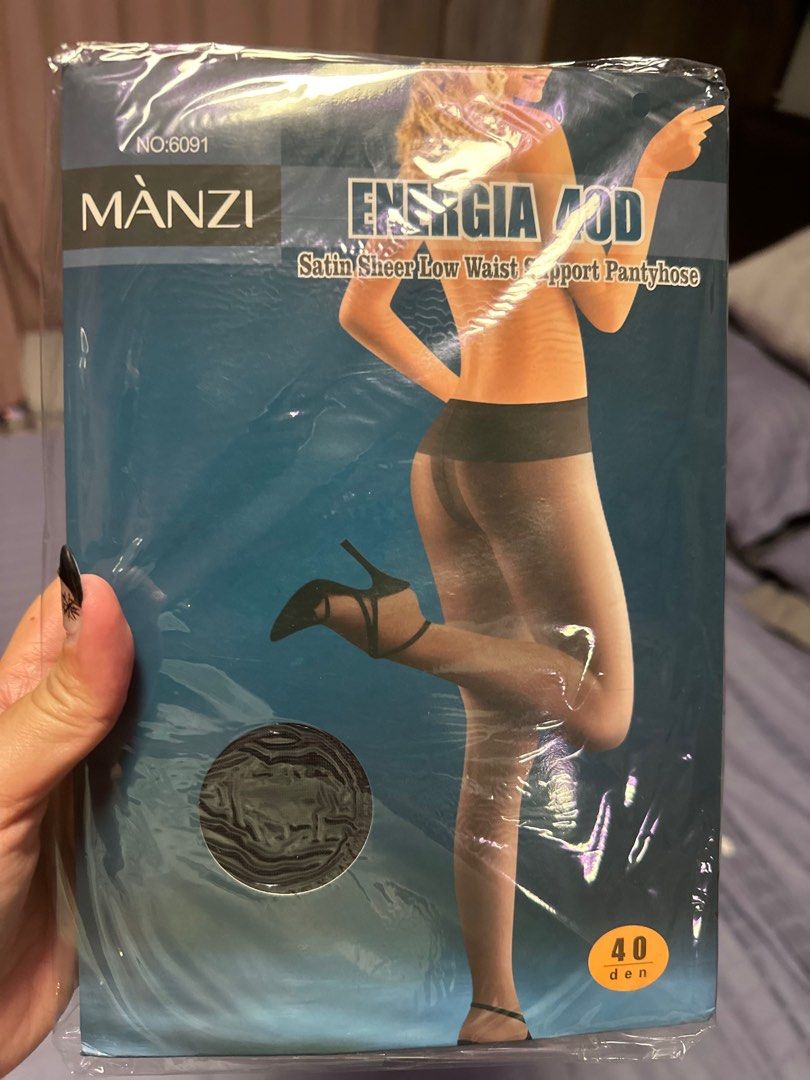 NO:6091
MÀNZI
ENERGIA 40D
Satin Sheer Low Waist Support Pantyhose
40
den